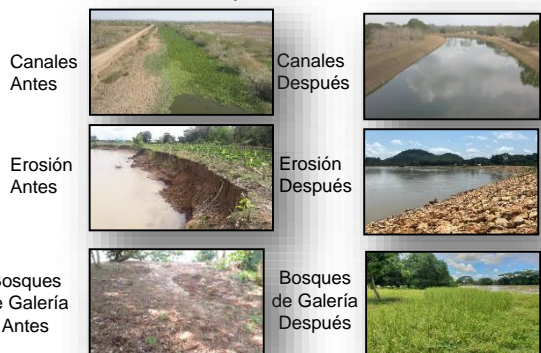 Canales
Antes
Canales
Después
Erosión
Antes
Erosión
Después
osques
e Galería
Antes
Bosques
de Galería
Después